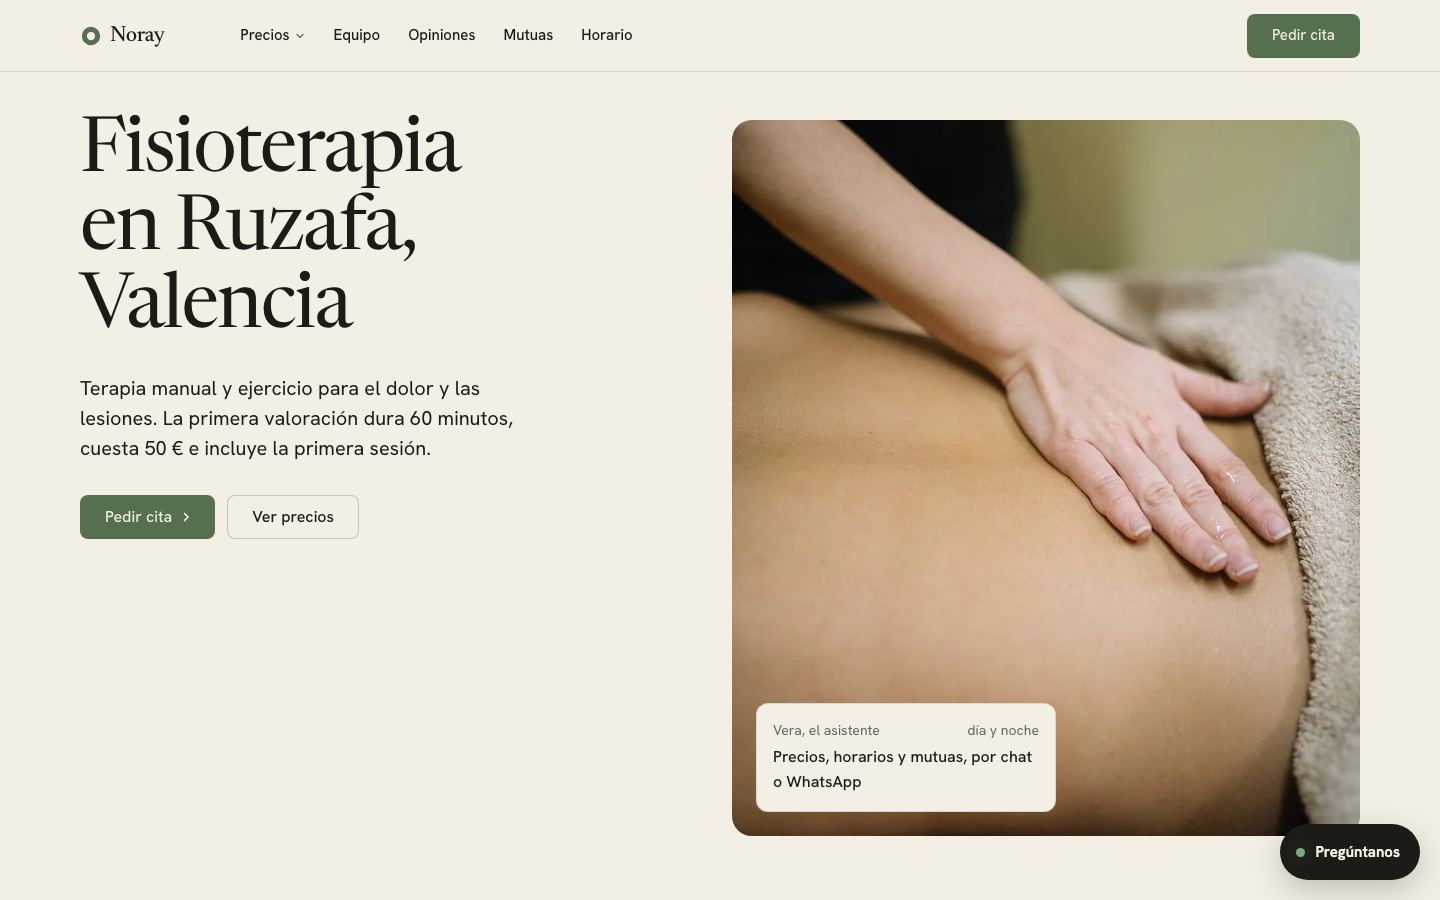 Noray
Precios
Equipo
Opiniones
Mutuas
Horario
Pedir cita
Fisioterapia
en Ruzafa,
Valencia
Terapia manual y ejercicio para el dolor y las
lesiones. La primera valoración dura 60 minutos,
cuesta 50 € e incluye la primera sesión.
Pedir cita
Ver precios
Vera, el asistente
día y noche
Precios, horarios y mutuas, por chat
o WhatsApp
Pregúntanos